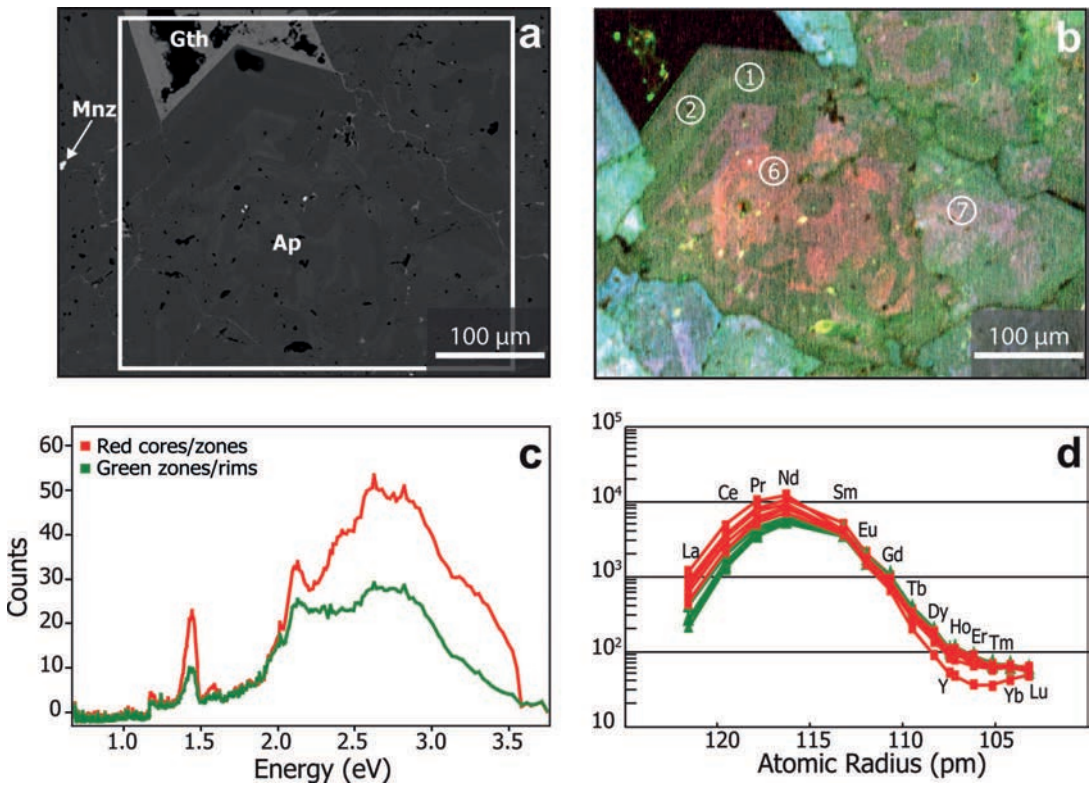 a
Gth
Mnz
Ap
100 µm
b
1
2
6
7
100 µm
c
Red cores/zones
Green zones/rims
60
50
40
30
20
10
0
Counts
1.0 1.5 2.0 2.5 3.0 3.5
Energy (eV)
d
10⁵
10⁴
10³
10²
10
La Ce Pr Nd Sm Eu Gd Tb Dy Ho Er Tm
Y Yb Lu
120 115 110 105
Atomic Radius (pm)